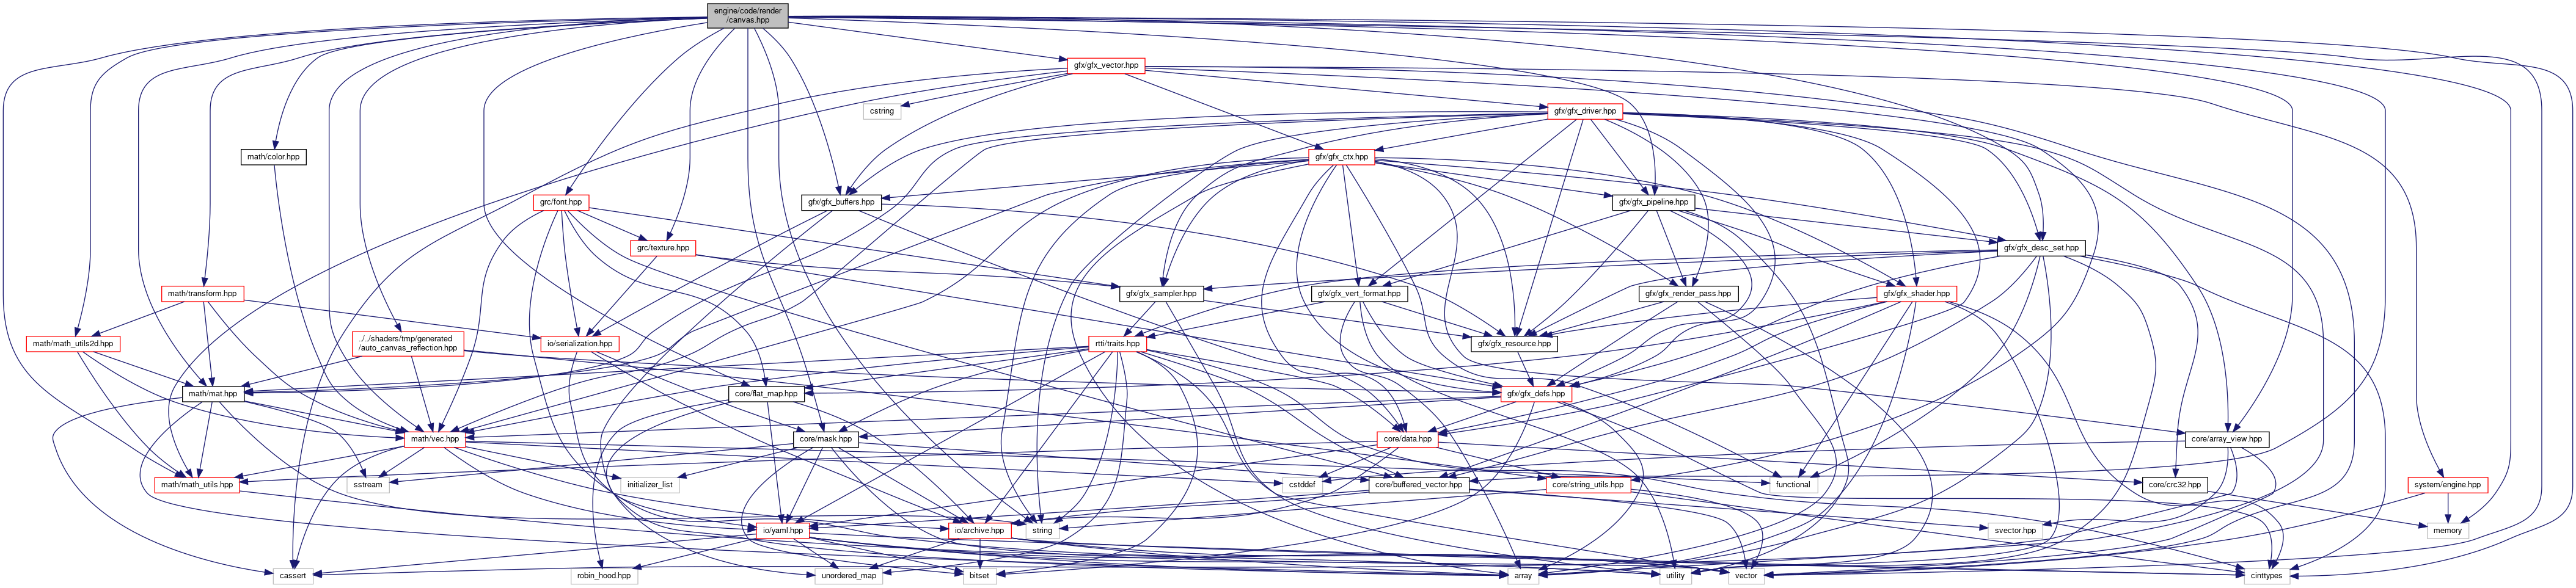 engine/code/render
/canvas.hpp
gfx/gfx_vector.hpp
cstring
gfx/gfx_driver.hpp
math/color.hpp
gfx/gfx_ctx.hpp
grc/font.hpp
gfx/gfx_buffers.hpp
gfx/gfx_pipeline.hpp
grc/texture.hpp
gfx/gfx_desc_set.hpp
math/transform.hpp
gfx/gfx_sampler.hpp
gfx/gfx_vert_format.hpp
gfx/gfx_render_pass.hpp
gfx/gfx_shader.hpp
math/math_utils2d.hpp
../../shaders/tmp/generated
/auto_canvas_reflection.hpp
io/serialization.hpp
rtti/traits.hpp
gfx/gfx_resource.hpp
math/mat.hpp
core/flat_map.hpp
gfx/gfx_defs.hpp
math/vec.hpp
core/mask.hpp
core/data.hpp
core/array_view.hpp
math/math_utils.hpp
sstream
initializer_list
cstddef
core/buffered_vector.hpp
core/string_utils.hpp
functional
core/crc32.hpp
system/engine.hpp
io/yaml.hpp
io/archive.hpp
string
svector.hpp
memory
cassert
robin_hood.hpp
unordered_map
unordered_map
bitset
bitset
array
utility
vector
array
utility
vector
cinttypes